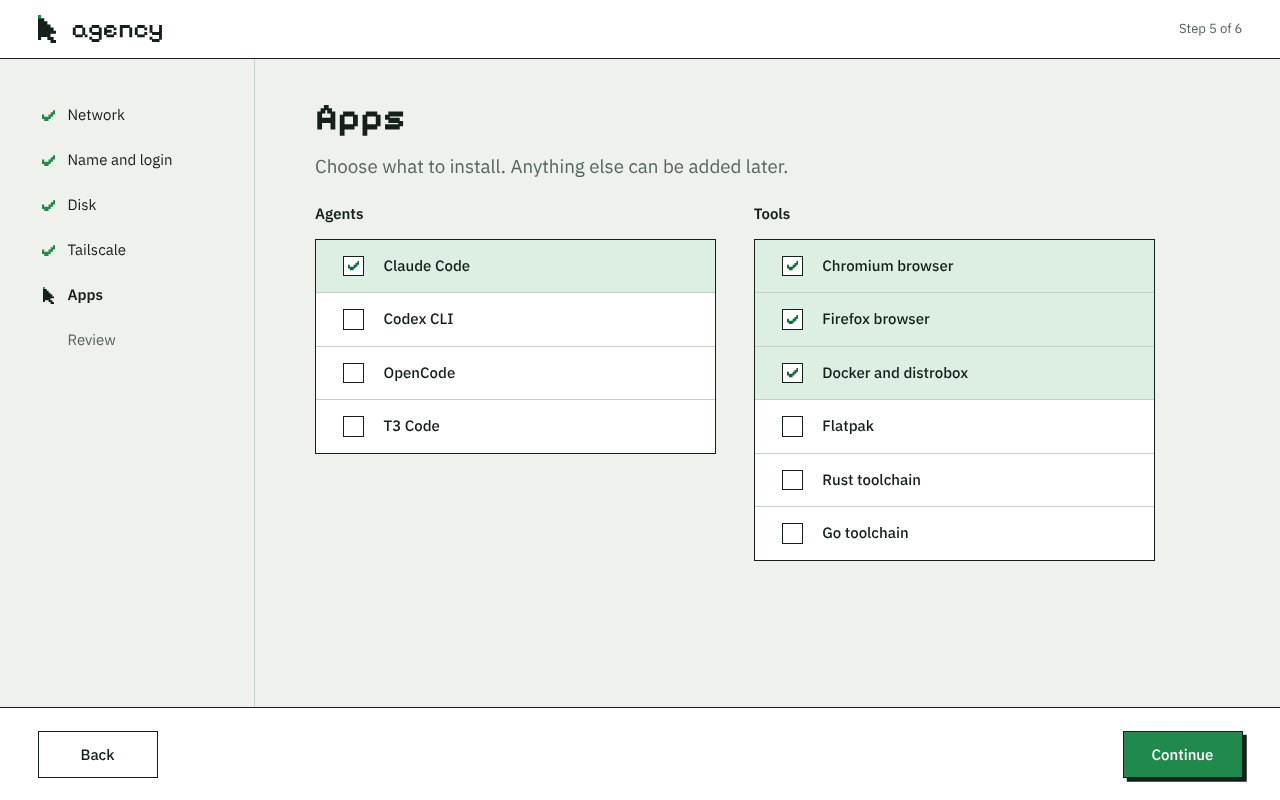 agency
Step 5 of 6
Network
Name and login
Disk
Tailscale
Apps
Review
Apps
Choose what to install. Anything else can be added later.
Agents
Claude Code
Codex CLI
OpenCode
T3 Code
Tools
Chromium browser
Firefox browser
Docker and distrobox
Flatpak
Rust toolchain
Go toolchain
Back
Continue